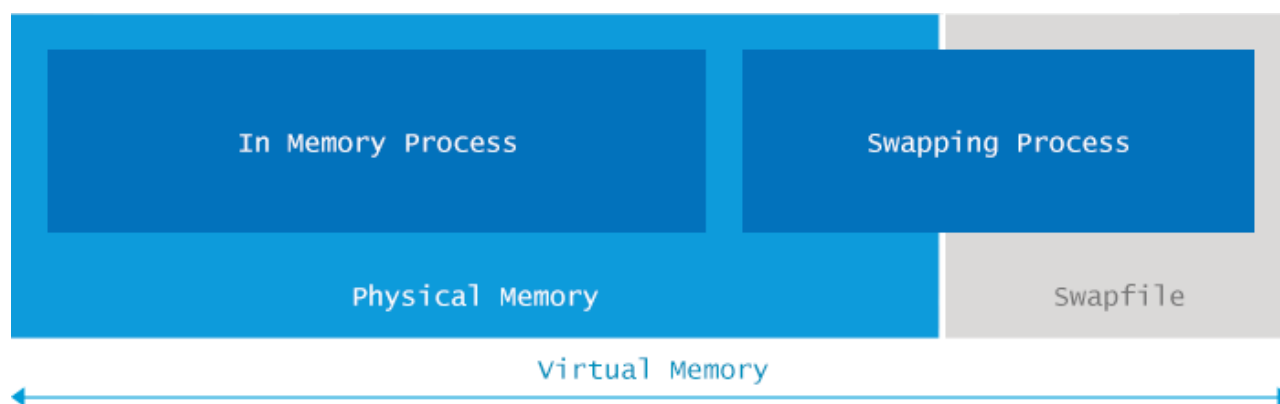 In Memory Process
Swapping Process
Physical Memory
Swapfile
Virtual Memory